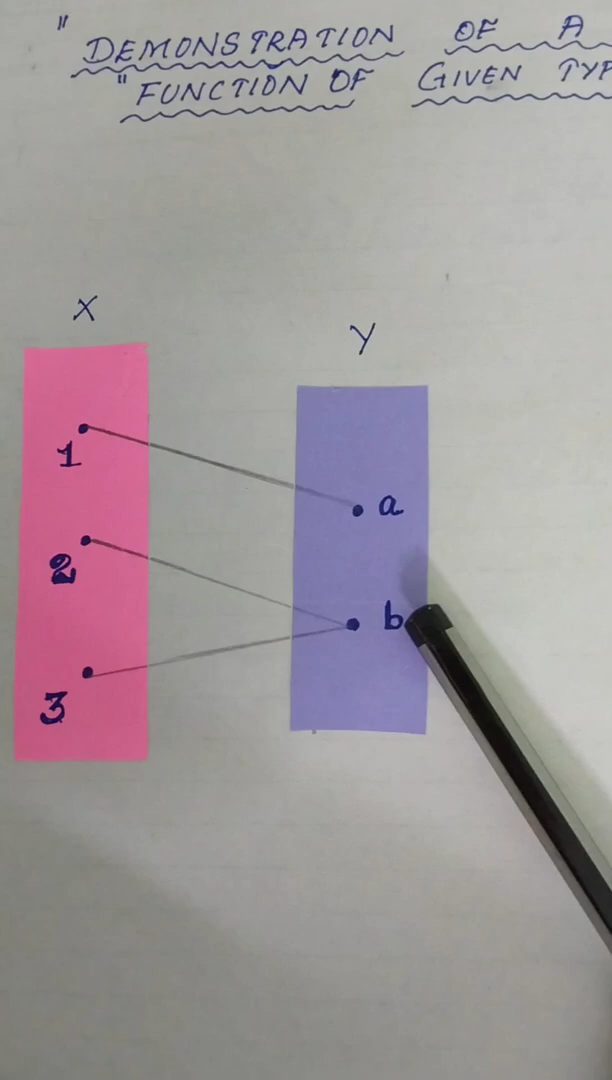 "DEMONSTRATION OF A
"FUNCTION OF GIVEN
X
Y
1
a
2
b
3